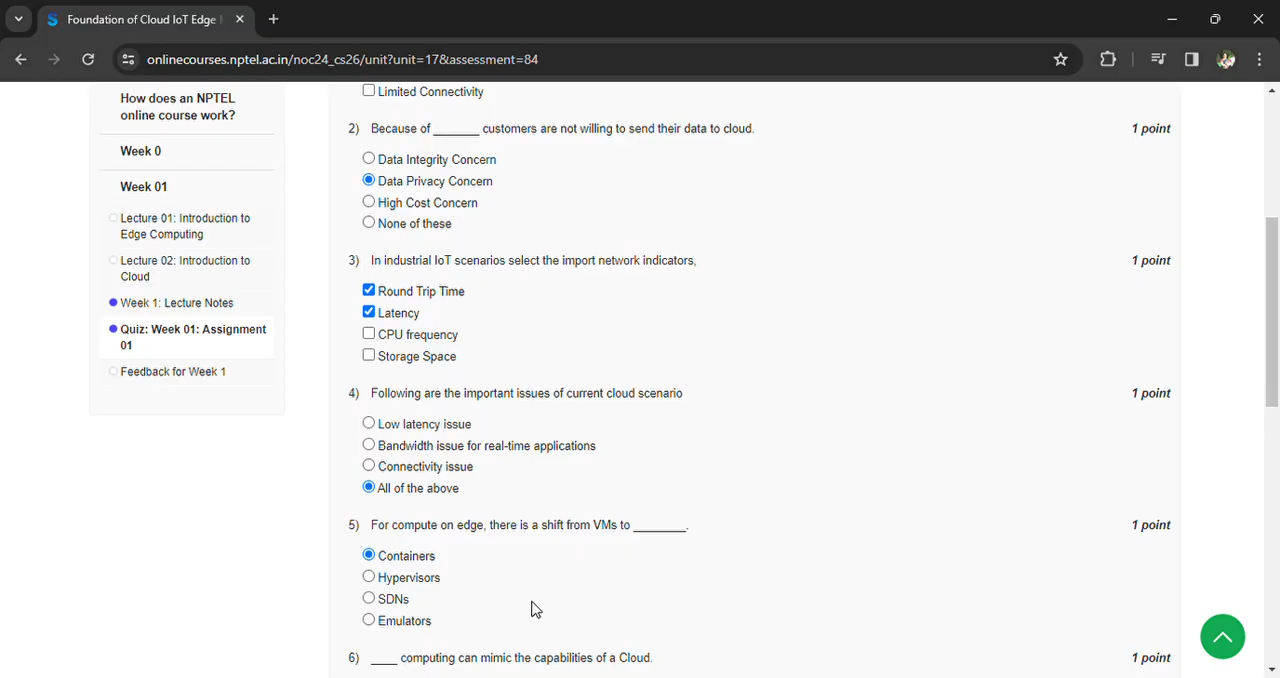 Foundation of Cloud IoT Edge
onlinecourses.nptel.ac.in/noc24_cs26/unit?unit=17&assessment=84
How does an NPTEL
online course work?
Week 0
Week 01
Lecture 01: Introduction to
Edge Computing
Lecture 02: Introduction to
Cloud
Week 1: Lecture Notes
Quiz: Week 01: Assignment
01
Feedback for Week 1
Limited Connectivity
2) Because of _______ customers are not willing to send their data to cloud. 1 point
Data Integrity Concern
Data Privacy Concern
High Cost Concern
None of these
3) In industrial IoT scenarios select the import network indicators, 1 point
Round Trip Time
Latency
CPU frequency
Storage Space
4) Following are the important issues of current cloud scenario 1 point
Low latency issue
Bandwidth issue for real-time applications
Connectivity issue
All of the above
5) For compute on edge, there is a shift from VMs to ________. 1 point
Containers
Hypervisors
SDNs
Emulators
6) ____ computing can mimic the capabilities of a Cloud. 1 point